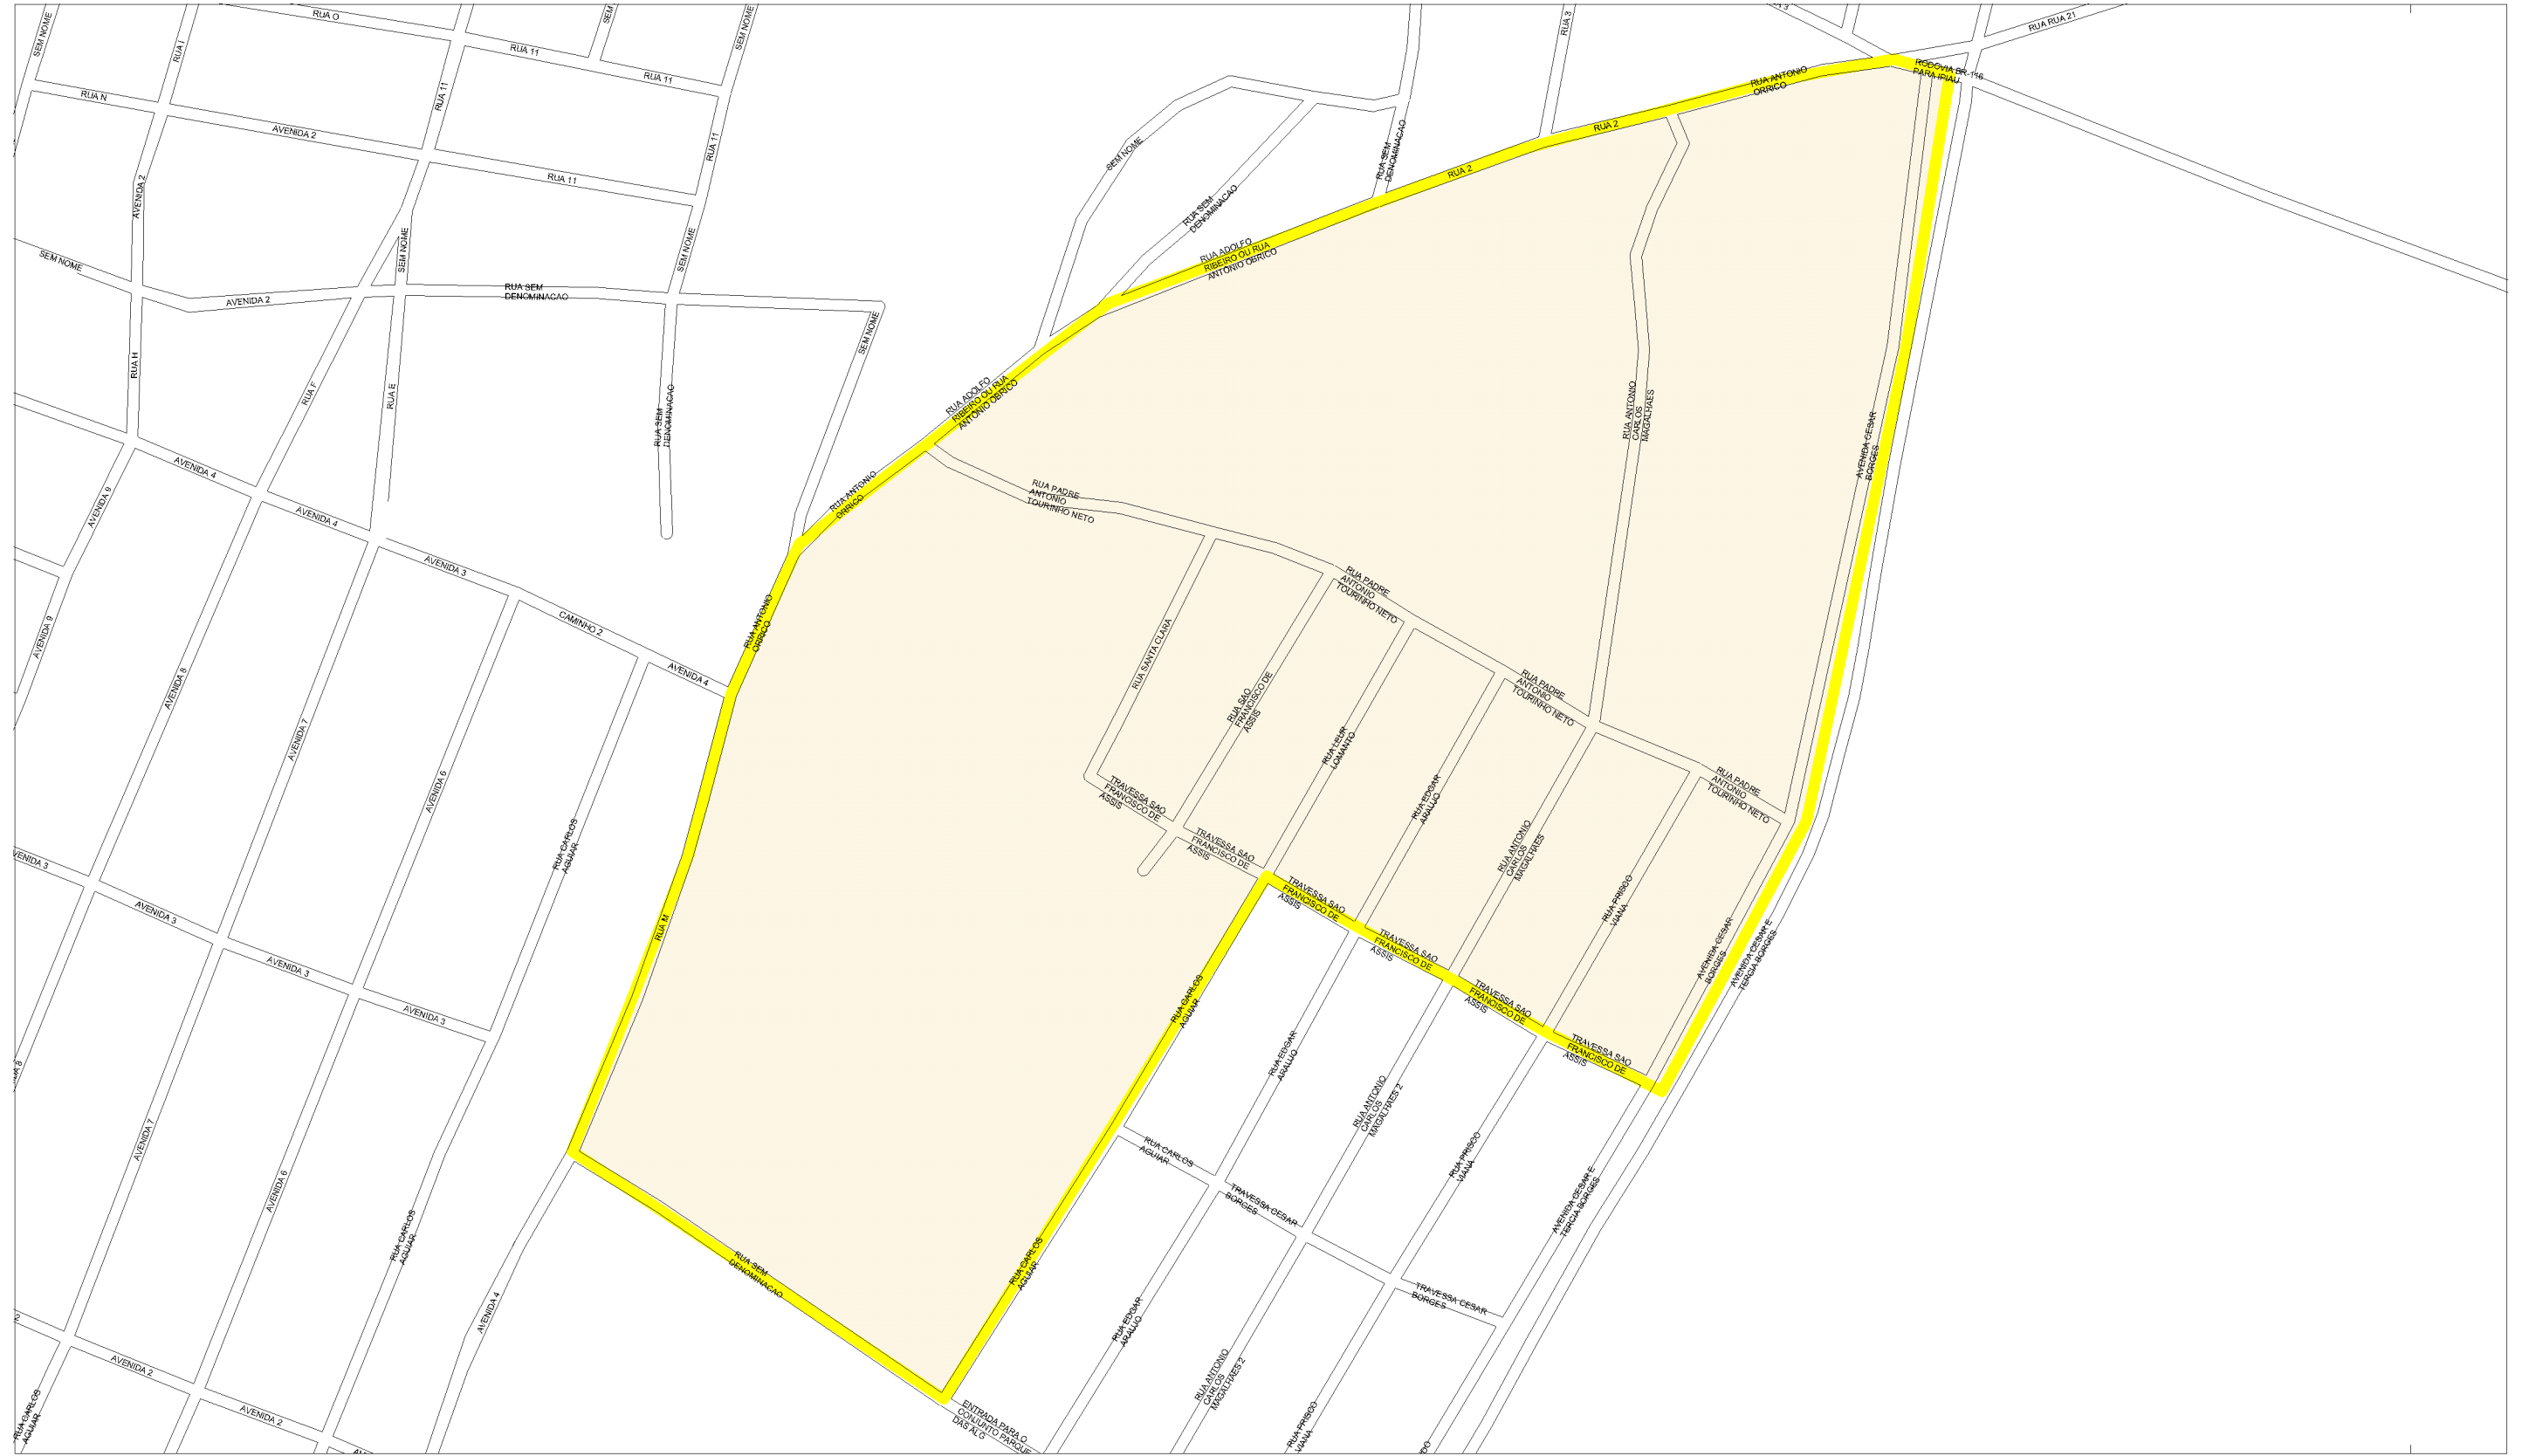 RUA O
SEM NOME
RUA I
RUA 11
RUA 11
SEM NOME
RUA 3
RUA RUA 21
RUA N
RUA 11
AVENIDA 2
RUA 11
RUA 11
RODOVIA BR-116
PARA IPIAU
RUA ANTONIO
ORRICO
RUA 2
RUA 2
SEM NOME
RUA SEM
DENOMINACAO
RUA SEM
DENOMINACAO
AVENIDA 2
SEM NOME
SEM NOME
SEM NOME
AVENIDA 2
RUA SEM
DENOMINACAO
RUA ADOLFO
RIBEIRO OU RUA
ANTONIO OBRICO
SEM NOME
RUA H
RUA F
RUA E
RUA SEM
DENOMINACAO
RUA ADOLFO
RIBEIRO OU RUA
ANTONIO OBRICO
RUA ANTONIO
CARLOS
MAGALHAES
AVENIDA CESAR
BORGES
AVENIDA 4
AVENIDA 9
AVENIDA 4
RUA ANTONIO
ORRICO
RUA PADRE
ANTONIO
TOURINHO NETO
AVENIDA 3
CAMINHO 2
AVENIDA 4
RUA ANTONIO
ORRICO
RUA PADRE
ANTONIO
TOURINHO NETO
AVENIDA 9
AVENIDA 8
AVENIDA 7
AVENIDA 6
RUA SANTA CLARA
RUA SAO
FRANCISCO DE
ASSIS
RUA LEUR
LOMANTO
RUA PADRE
ANTONIO
TOURINHO NETO
RUA EDGAR
ARAUJO
RUA PADRE
ANTONIO
TOURINHO NETO
TRAVESSA SAO
FRANCISCO DE
ASSIS
TRAVESSA SAO
FRANCISCO DE
ASSIS
RUA ANTONIO
CARLOS
MAGALHAES
RUA CARLOS
AGUIAR
VENIDA 3
AVENIDA 3
AVENIDA 3
AVENIDA 3
RUA M
TRAVESSA SAO
FRANCISCO DE
ASSIS
TRAVESSA SAO
FRANCISCO DE
ASSIS
RUA PRISCO
VIANA
AVENIDA CESAR
BORGES
AVENIDA CESAR E
TERCIA BORGES
TRAVESSA SAO
FRANCISCO DE
ASSIS
TRAVESSA SAO
FRANCISCO DE
ASSIS
RUA CARLOS
AGUIAR
RUA EDGAR
ARAUJO
RUA ANTONIO
CARLOS
MAGALHAES 2
RUA PRISCO
VIANA
AVENIDA CESAR E
TERCIA BORGES
AVENIDA 7
AVENIDA 6
RUA CARLOS
AGUIAR
RUA CARLOS
AGUIAR
TRAVESSA CESAR
BORGES
TRAVESSA CESAR
BORGES
RUA SEM
DENOMINACAO
RUA CARLOS
AGUIAR
AVENIDA 4
RUA EDGAR
ARAUJO
RUA ANTONIO
CARLOS
MAGALHAES 2
RUA PRISCO
VIANA
AVENIDA 2
AVENIDA 2
RUA CARLOS
AGUIAR
ENTRADA PARA O
CONJUNTO PARQUE
DAS ALG